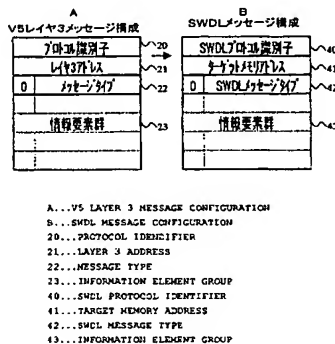 A
V5レイヤ3メッセージ構成
プロトコル識別子 20
レイヤ3アドレス 21
0 メッセージタイプ 22
情報要素群 23
B
SWDLメッセージ構成
SWDLプロトコル識別子 40
ターゲットメモリアドレス 41
0 SWDLメッセージタイプ 42
情報要素群 43
A...V5 LAYER 3 MESSAGE CONFIGURATION
B...SWDL MESSAGE CONFIGURATION
20...PROTOCOL IDENCIFIER
21...LAYER 3 ADDRESS
22...MESSAGE TYPE
23...INFORMATION ELEMENT GROUP
40...SWDL PROTOCOL IDENTIFIER
41...TARGET MEMORY ADDRESS
42...SWDL MESSAGE TYPE
43...INFORMATION ELEMENT GROUP